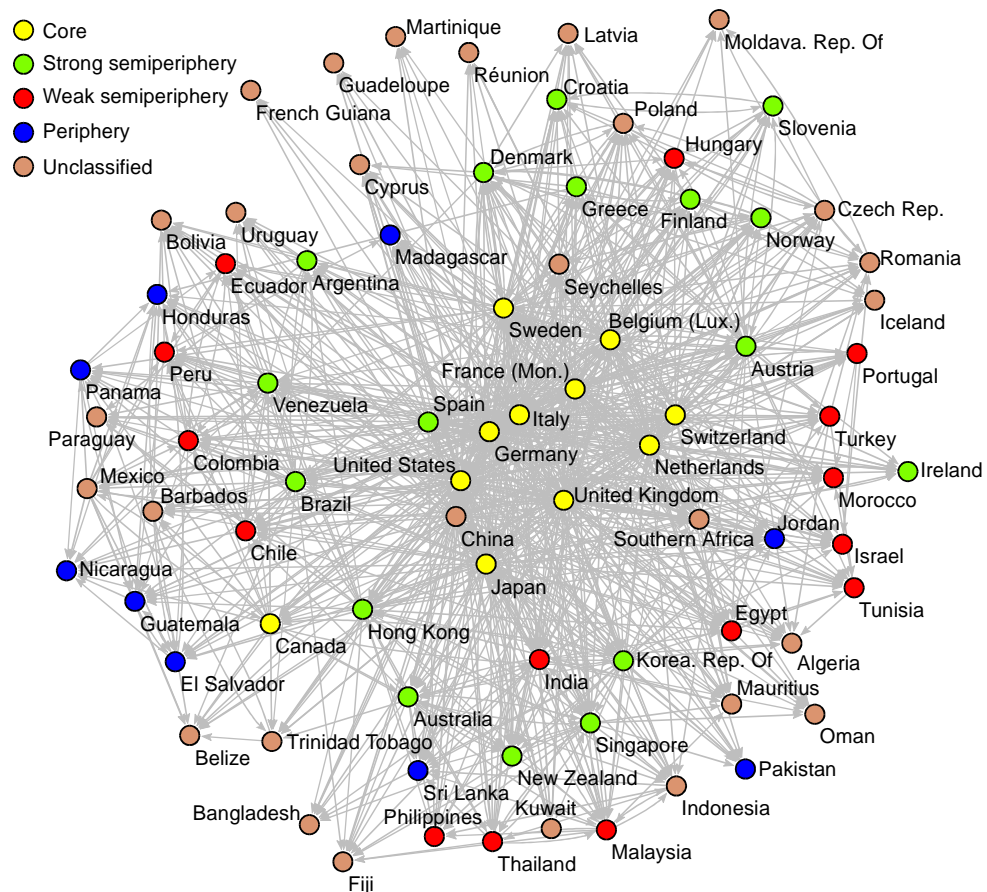 Core
Strong semiperiphery
Weak semiperiphery
Periphery
Unclassified
Martinique
Guadeloupe
French Guiana
Réunion
Latvia
Moldava. Rep. Of
Croatia
Poland
Slovenia
Hungary
Denmark
Cyprus
Greece
Finland
Norway
Czech Rep.
Bolivia
Uruguay
Madagascar
Romania
Ecuador
Argentina
Seychelles
Honduras
Iceland
Sweden
Belgium (Lux.)
Peru
Austria
Portugal
Panama
France (Mon.)
Venezuela
Spain
Italy
Switzerland
Turkey
Paraguay
Germany
Netherlands
Colombia
United States
Ireland
Mexico
Barbados
Brazil
United Kingdom
Morocco
China
Southern Africa
Jordan
Chile
Israel
Nicaragua
Japan
Tunisia
Guatemala
Canada
Hong Kong
Egypt
El Salvador
India
Korea. Rep. Of
Algeria
Mauritius
Australia
Oman
Belize
Trinidad Tobago
Singapore
New Zealand
Pakistan
Sri Lanka
Bangladesh
Philippines
Kuwait
Indonesia
Thailand
Malaysia
Fiji